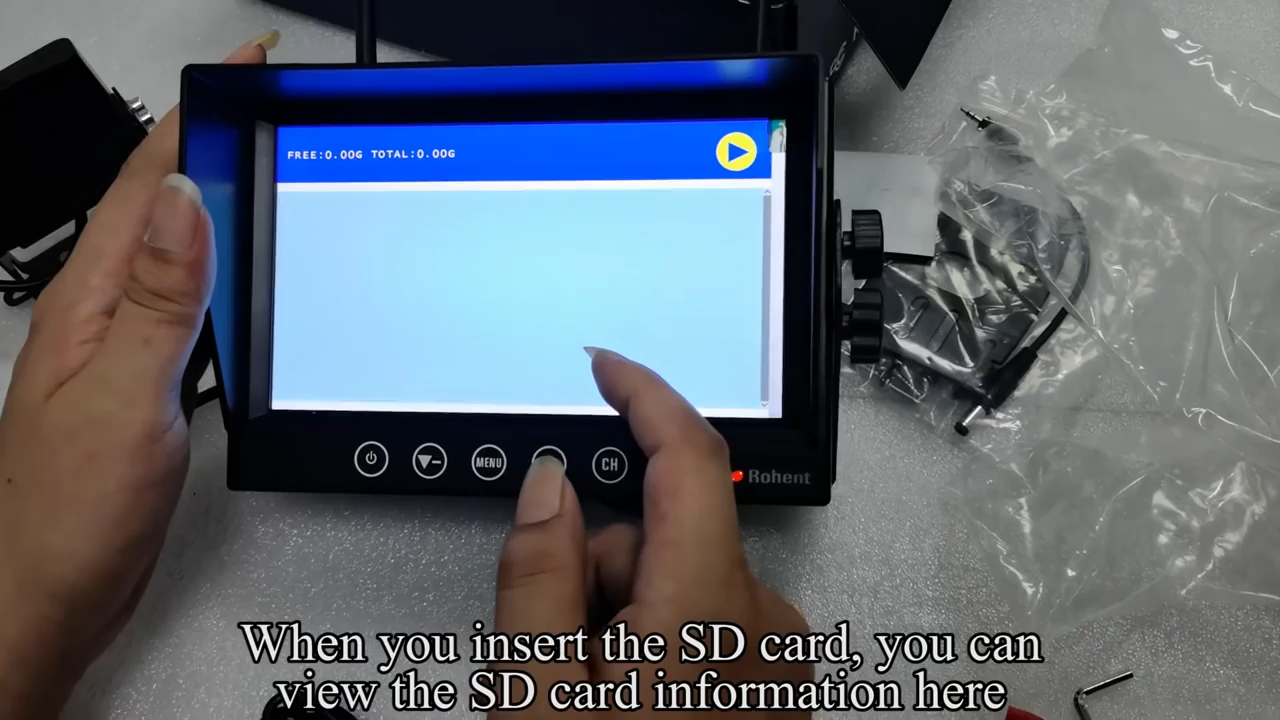 FREE:0.00G TOTAL:0.00G
MENU
CH
Rohent
When you insert the SD card, you can
view the SD card information here